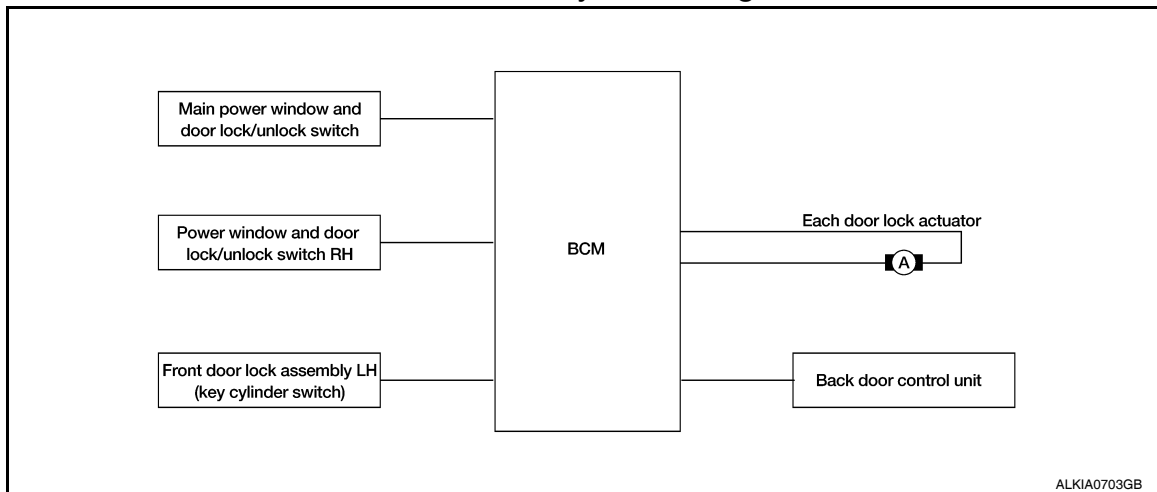 Main power window and
door lock/unlock switch
Power window and door
lock/unlock switch RH
Front door lock assembly LH
(key cylinder switch)
BCM
Each door lock actuator
A
Back door control unit
ALKIA0703GB